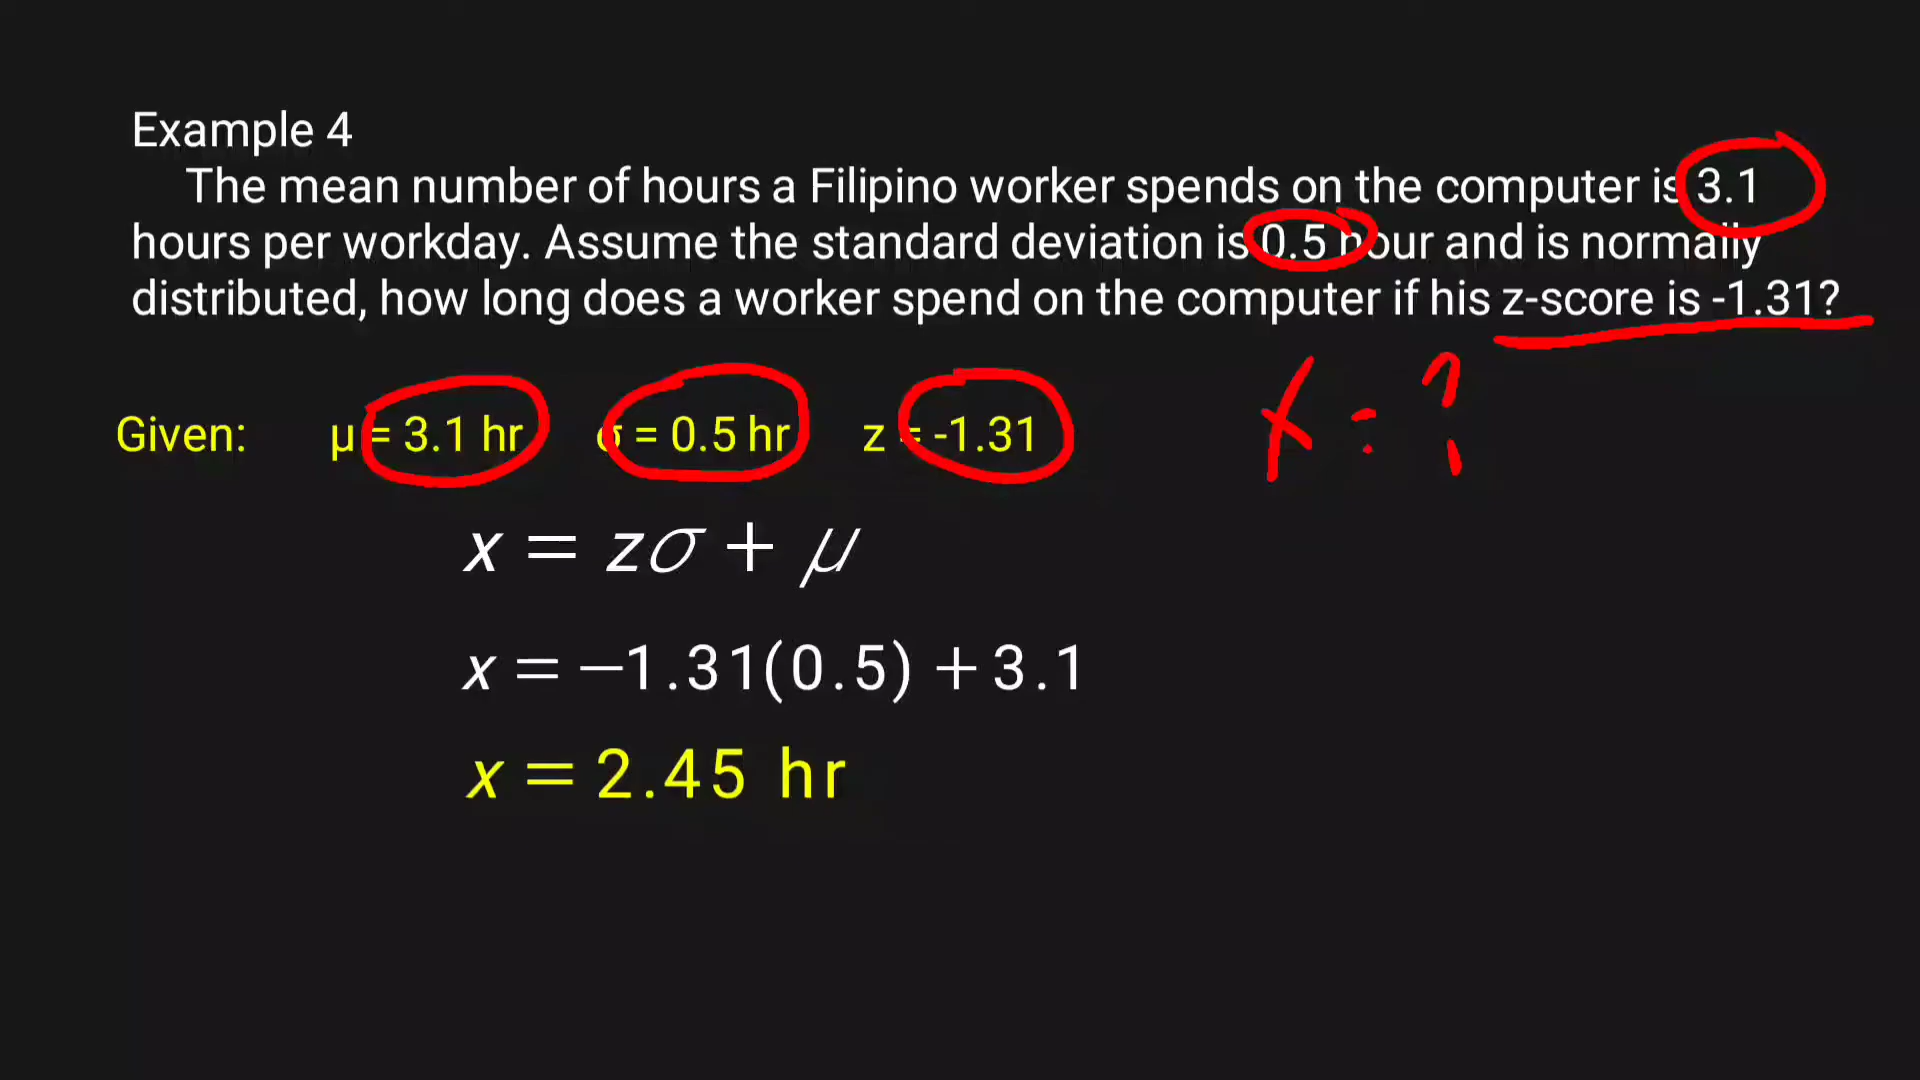 Example 4
The mean number of hours a Filipino worker spends on the computer is 3.1
hours per workday. Assume the standard deviation is 0.5 hour and is normally
distributed, how long does a worker spend on the computer if his z-score is -1.31?
Given: μ = 3.1 hr σ = 0.5 hr z = -1.31 x = ?
x = zσ + μ
x = −1.31(0.5) + 3.1
x = 2.45 hr